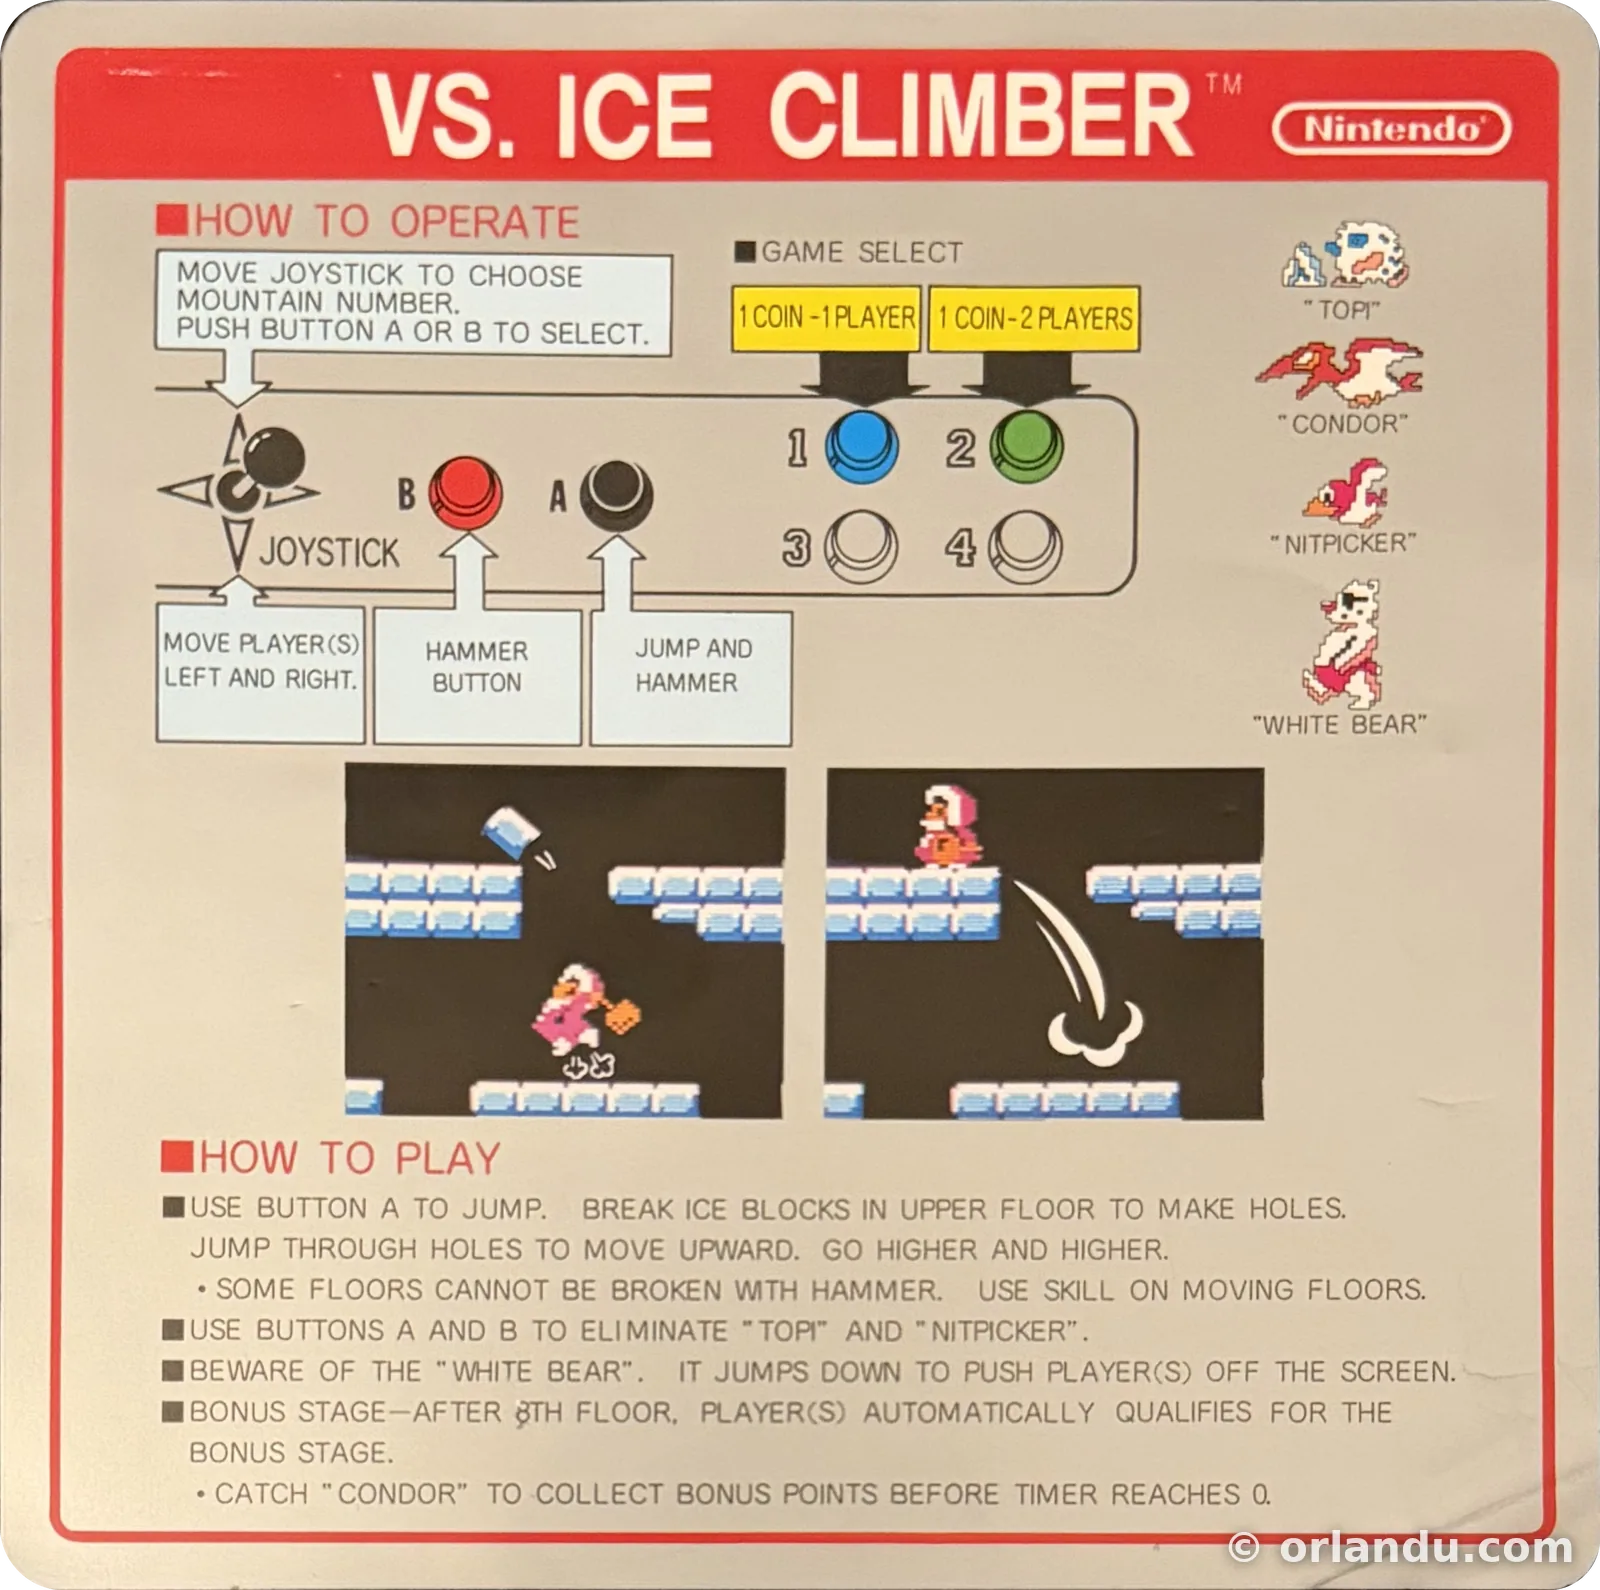 VS. ICE CLIMBER™
Nintendo®
■HOW TO OPERATE
MOVE JOYSTICK TO CHOOSE
MOUNTAIN NUMBER.
PUSH BUTTON A OR B TO SELECT.
■GAME SELECT
1 COIN-1 PLAYER
1 COIN-2 PLAYERS
1
2
B
A
3
4
JOYSTICK
MOVE PLAYER(S)
LEFT AND RIGHT.
HAMMER
BUTTON
JUMP AND
HAMMER
"TOPI"
"CONDOR"
"NITPICKER"
"WHITE BEAR"
■HOW TO PLAY
■USE BUTTON A TO JUMP. BREAK ICE BLOCKS IN UPPER FLOOR TO MAKE HOLES.
JUMP THROUGH HOLES TO MOVE UPWARD. GO HIGHER AND HIGHER.
• SOME FLOORS CANNOT BE BROKEN WITH HAMMER. USE SKILL ON MOVING FLOORS.
■USE BUTTONS A AND B TO ELIMINATE "TOPI" AND "NITPICKER".
■BEWARE OF THE "WHITE BEAR". IT JUMPS DOWN TO PUSH PLAYER(S) OFF THE SCREEN.
■BONUS STAGE—AFTER 8TH FLOOR, PLAYER(S) AUTOMATICALLY QUALIFIES FOR THE
BONUS STAGE.
• CATCH "CONDOR" TO COLLECT BONUS POINTS BEFORE TIMER REACHES 0.
© orlandu.com